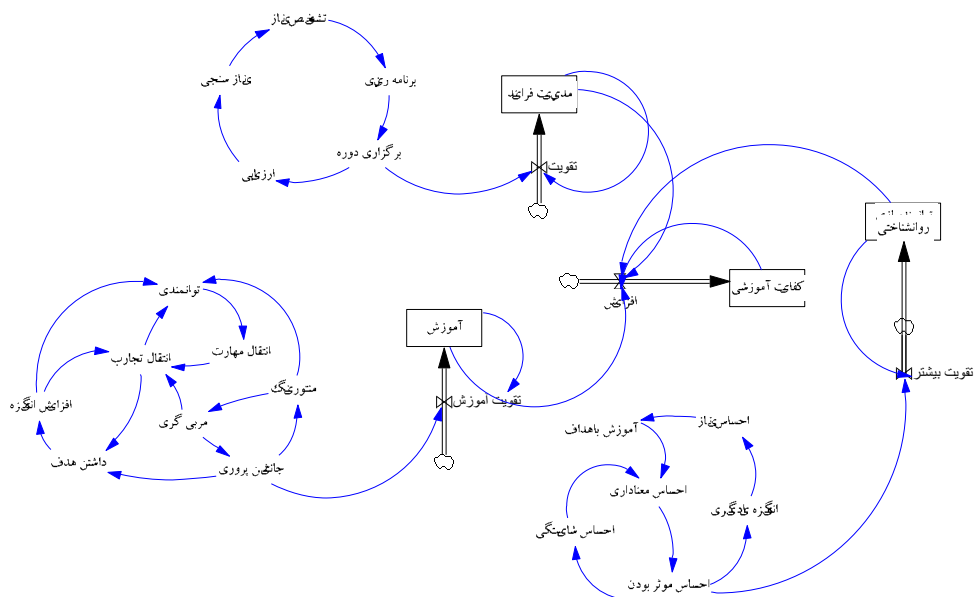 تشخیص نیاز
برنامه ریزی
نیاز سنجی
برگزاری دوره
ارزیابی
مدیریت فرایند
تقویت
روانشناختی
کفایت آموزشی
افزایش
تقویت بیشتر
آموزش
تقویت اموزش
توانمندی
انتقال مهارت
انتقال تجارب
افزایش انگیزه
منتورینگ
مربی گری
داشتن هدف
جانشین پروری
احساس نیاز
آموزش باهداف
احساس معناداری
انگیزه یادگیری
احساس شایستگی
احساس موثر بودن